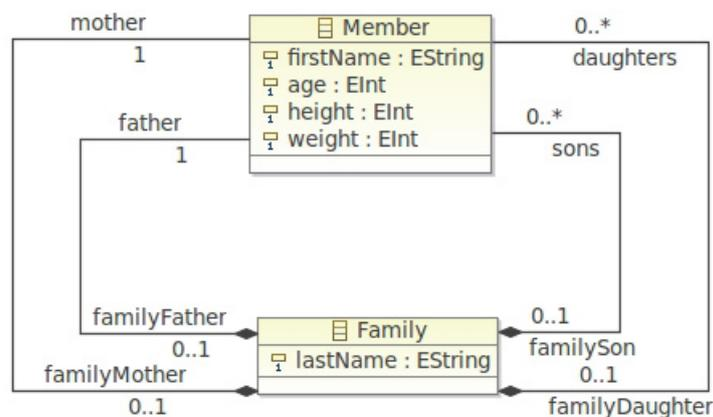 mother
1
father
1
Member
firstName : EString
age : EInt
height : EInt
weight : EInt
0..*
daughters
0..*
sons
familyFather
0..1
familyMother
0..1
Family
lastName : EString
0..1
familySon
0..1
familyDaughter